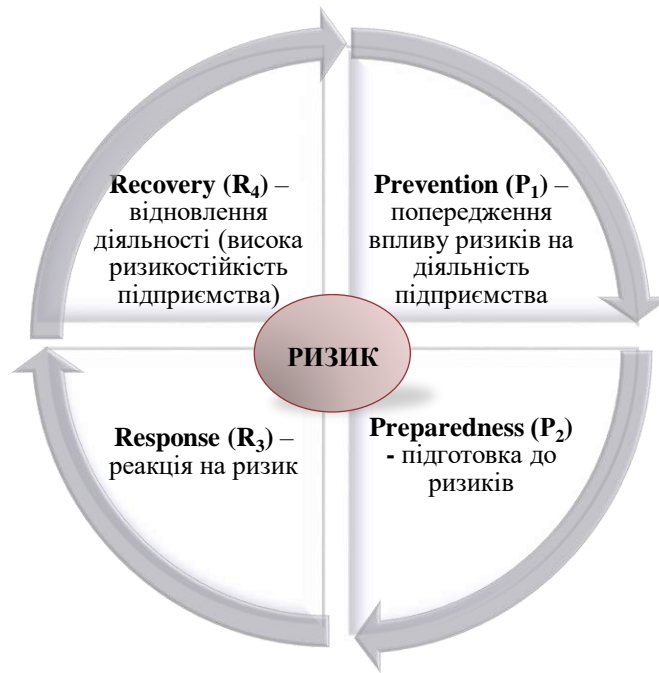 Recovery (R₄) –
відновлення
діяльності (висока
ризикостійкість
підприємства)
Prevention (P₁) –
попередження
впливу ризиків на
діяльність
підприємства
РИЗИК
Response (R₃) –
реакція на ризик
Preparedness (P₂)
- підготовка до
ризиків